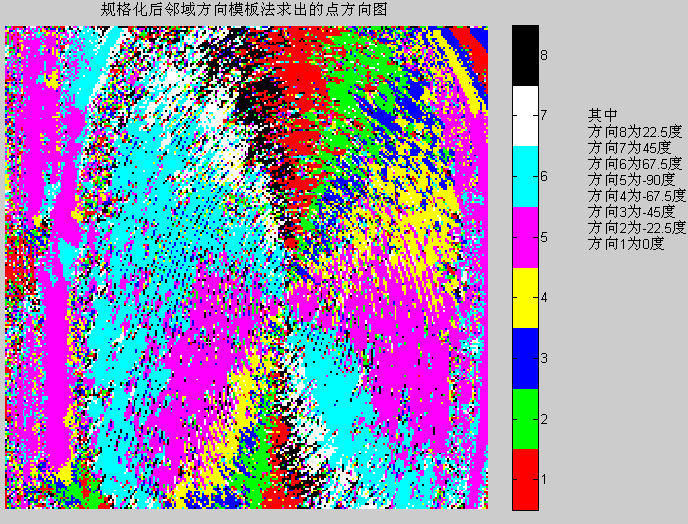 规格化后邻域方向模板法求出的点方向图
8
7
6
5
4
3
2
1
其中
方向8为22.5度
方向7为45度
方向6为67.5度
方向5为-90度
方向4为-67.5度
方向3为-45度
方向2为-22.5度
方向1为0度